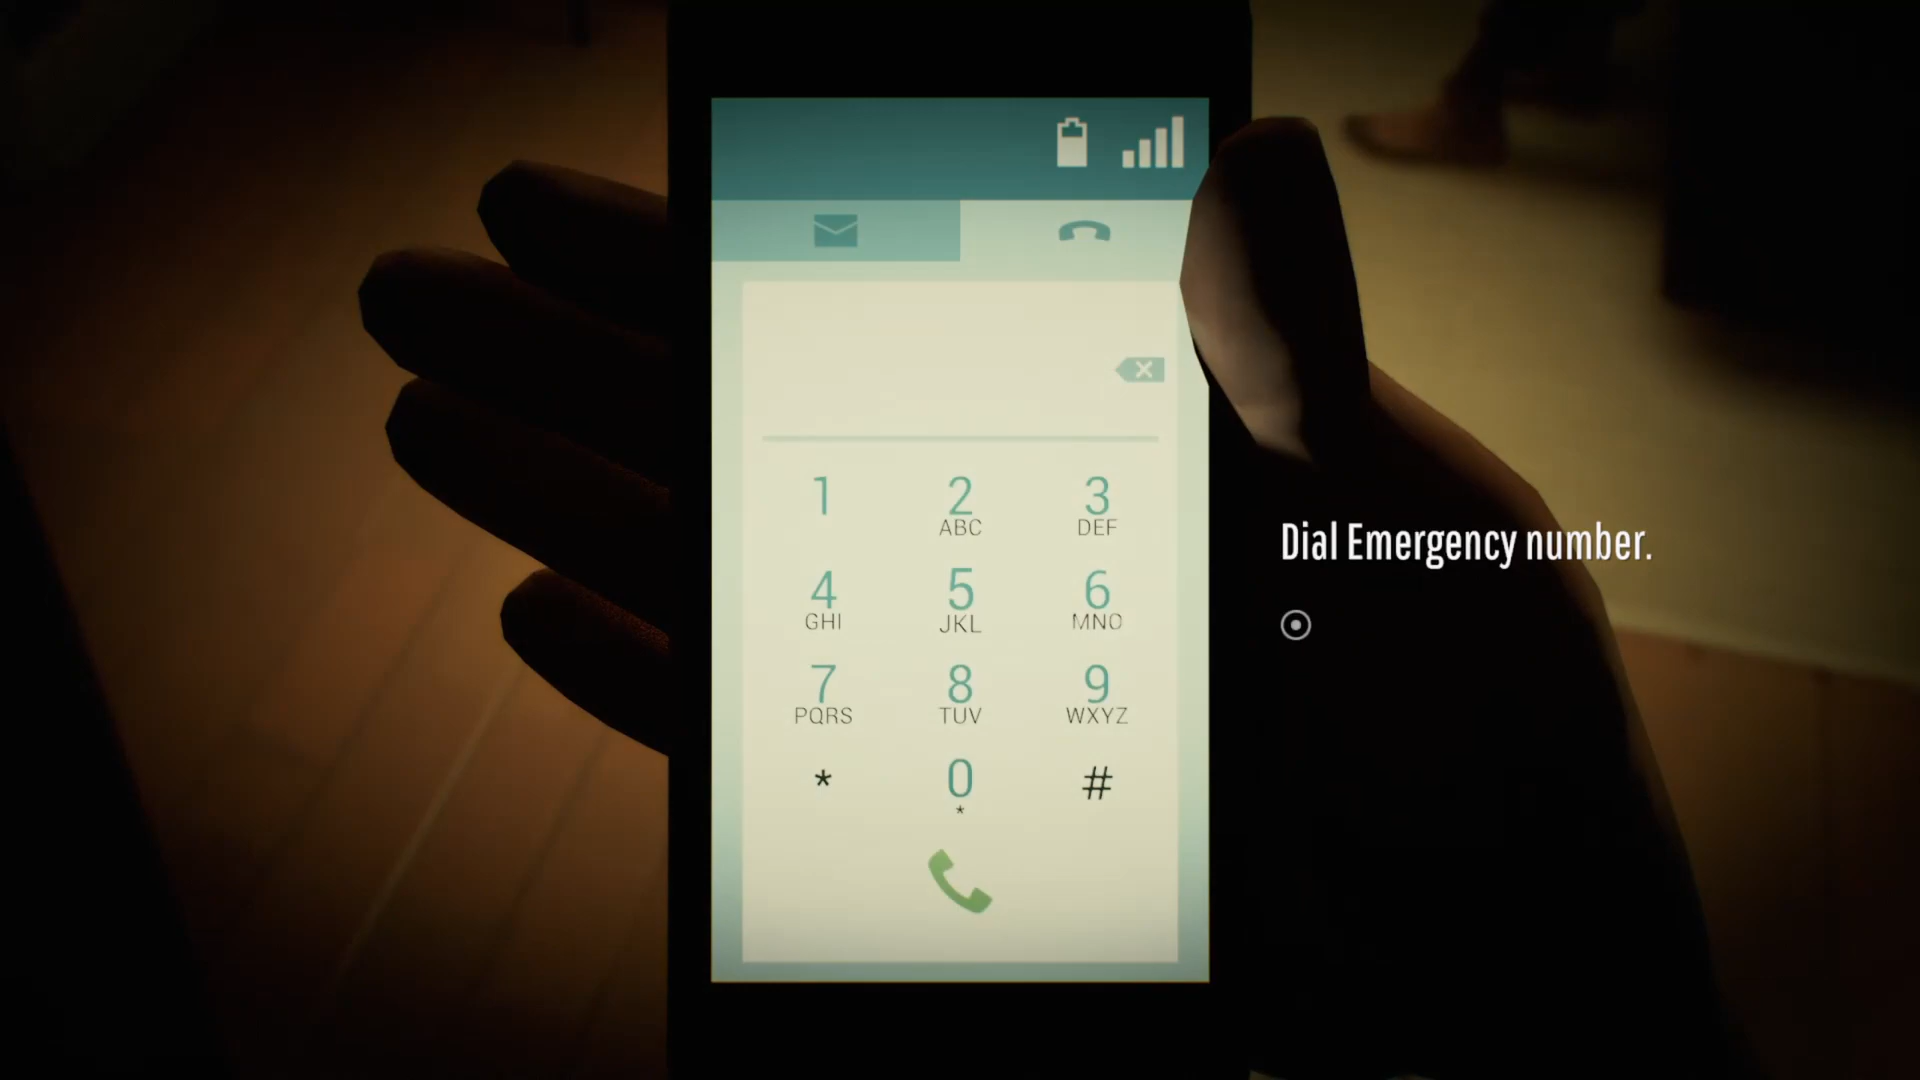 1 2 3
ABC DEF
4 5 6
GHI JKL MNO
7 8 9
PQRS TUV WXYZ
* 0 #
*
Dial Emergency number.